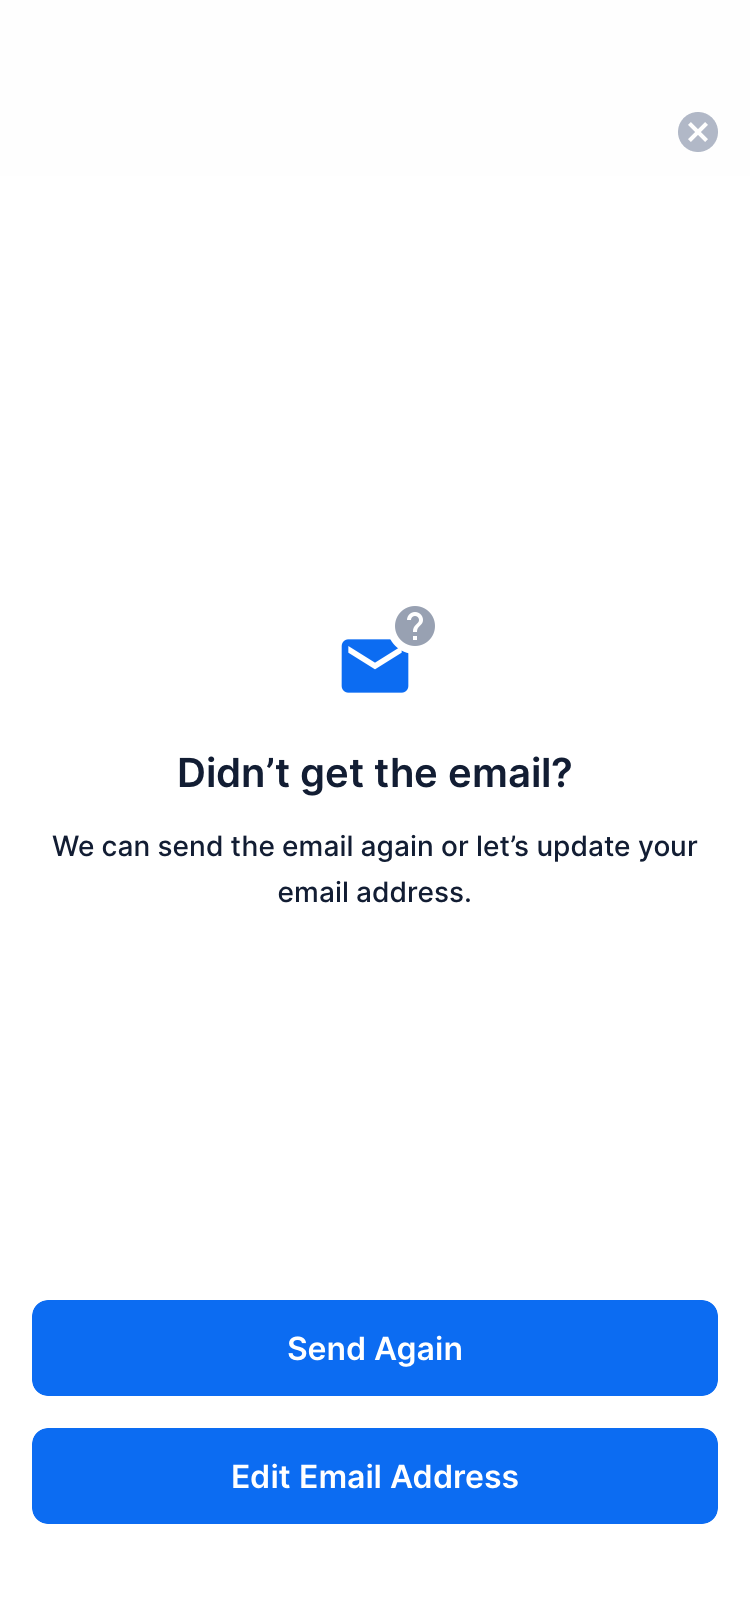 Didn’t get the email?
We can send the email again or let’s update your
email address.
Send Again
Edit Email Address